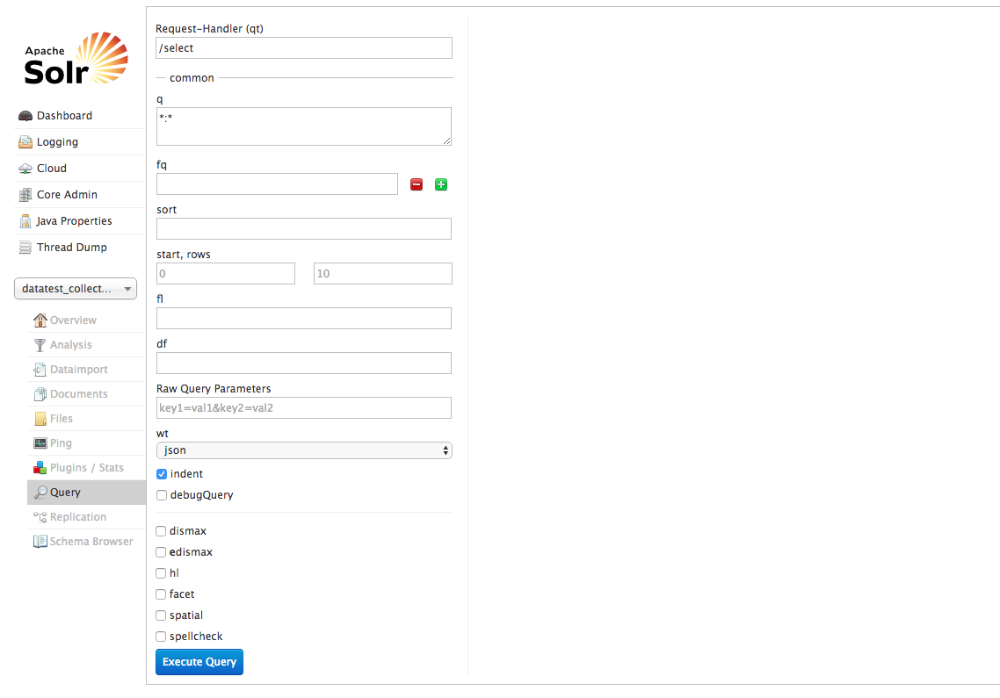 Apache
Solr
Dashboard
Logging
Cloud
Core Admin
Java Properties
Thread Dump
datatest_collect...
Overview
Analysis
Dataimport
Documents
Files
Ping
Plugins / Stats
Query
Replication
Schema Browser
Request-Handler (qt)
/select
common
q
*:*
fq
sort
start, rows
0 10
fl
df
Raw Query Parameters
key1=val1&key2=val2
wt
json
indent
debugQuery
dismax
edismax
hl
facet
spatial
spellcheck
Execute Query